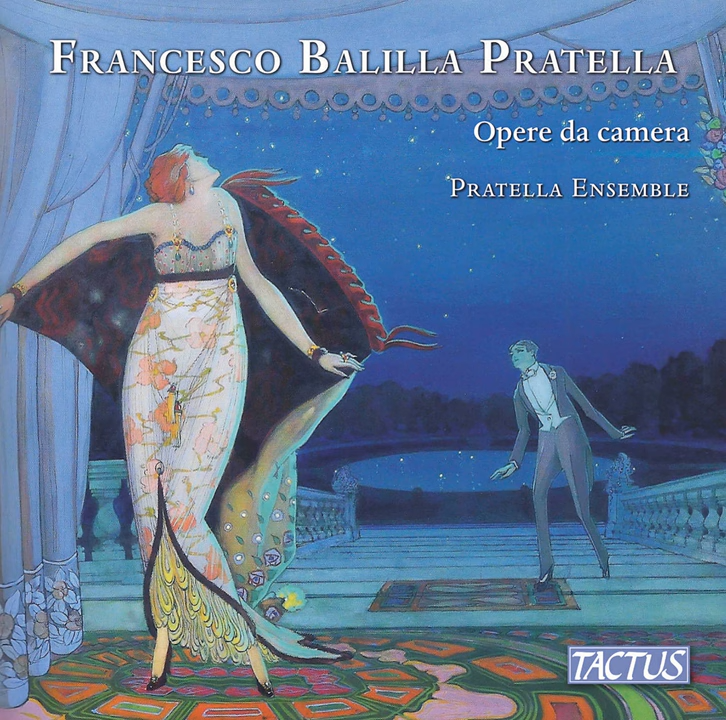 FRANCESCO BALILLA PRATELLA
Opere da camera
PRATELLA ENSEMBLE
TACTUS